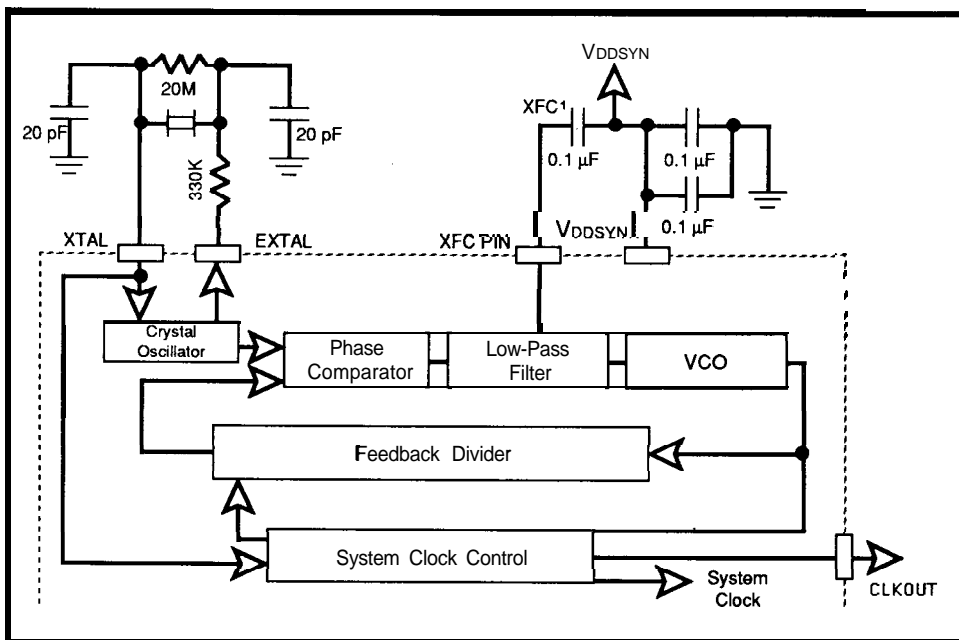 VDDSYN
20M
XFC1
20 pF
20 pF
0.1 µF
0.1 µF
330K
0.1 µF
XTAL
EXTAL
XFC PIN
VDDSYN
Crystal
Oscillator
Phase
Comparator
Low-Pass
Filter
VCO
Feedback Divider
System Clock Control
System
Clock
CLKOUT